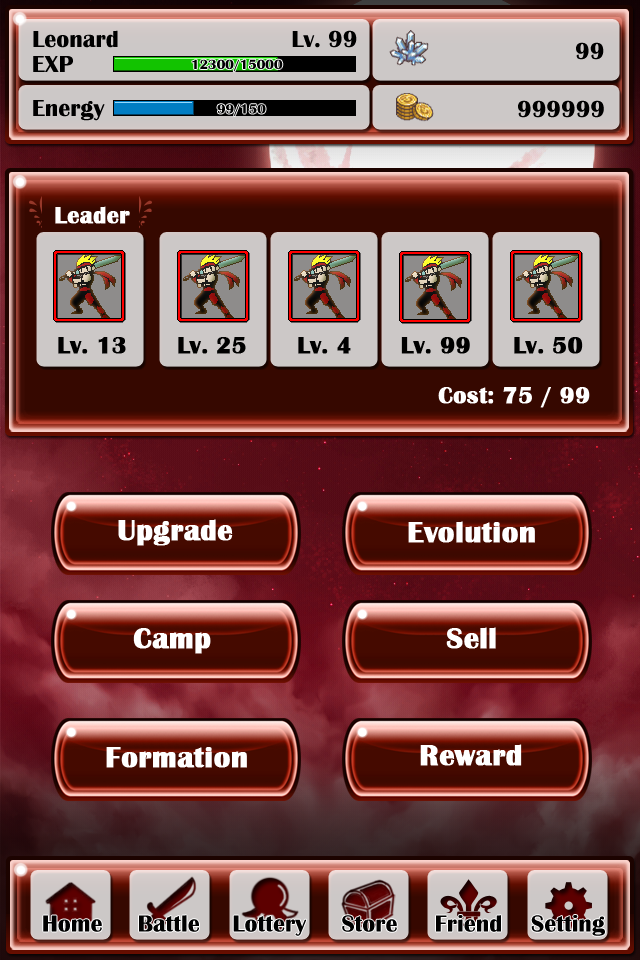 Leonard Lv. 99
EXP 12300/15000
99
Energy 99/150
999999
Leader
Lv. 13 Lv. 25 Lv. 4 Lv. 99 Lv. 50
Cost: 75 / 99
Upgrade Evolution
Camp Sell
Formation Reward
Home Battle Lottery Store Friend Setting